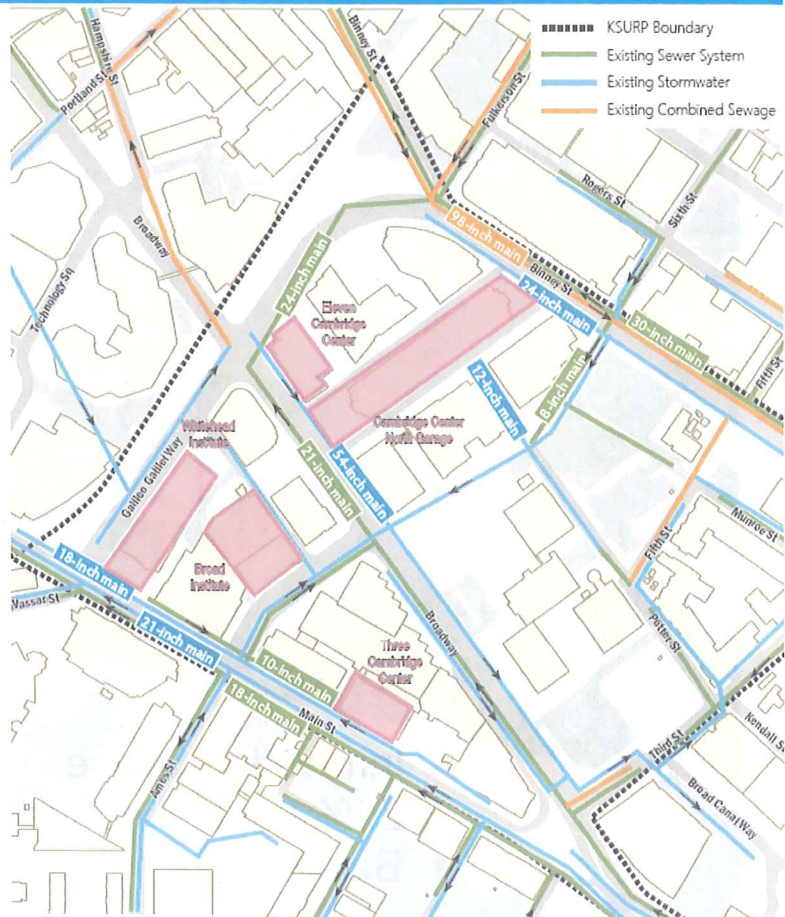 KSURP Boundary
Existing Sewer System
Existing Stormwater
Existing Combined Sewage
Hampshire St
Portland St
Binney St
Fulkerson St
Rogers St
Sixth St
Broadway
Technology Sq
98-inch main
Binney St
24-inch main
24-inch main
30-inch main
Fifth St
Eleven
Cambridge
Center
12-inch main
8-inch main
Cambridge Center
North Garage
54-inch main
21-inch main
Whitehead
Institute
Galileo Galilei Way
Munroe St
Fifth St
Broad
Institute
18-inch main
Vassar St
21-inch main
Broadway
Potter St
10-inch main
Three
Cambridge
Center
18-inch main
Main St
Third St
Kendall St
Ames St
Broad Canal Way